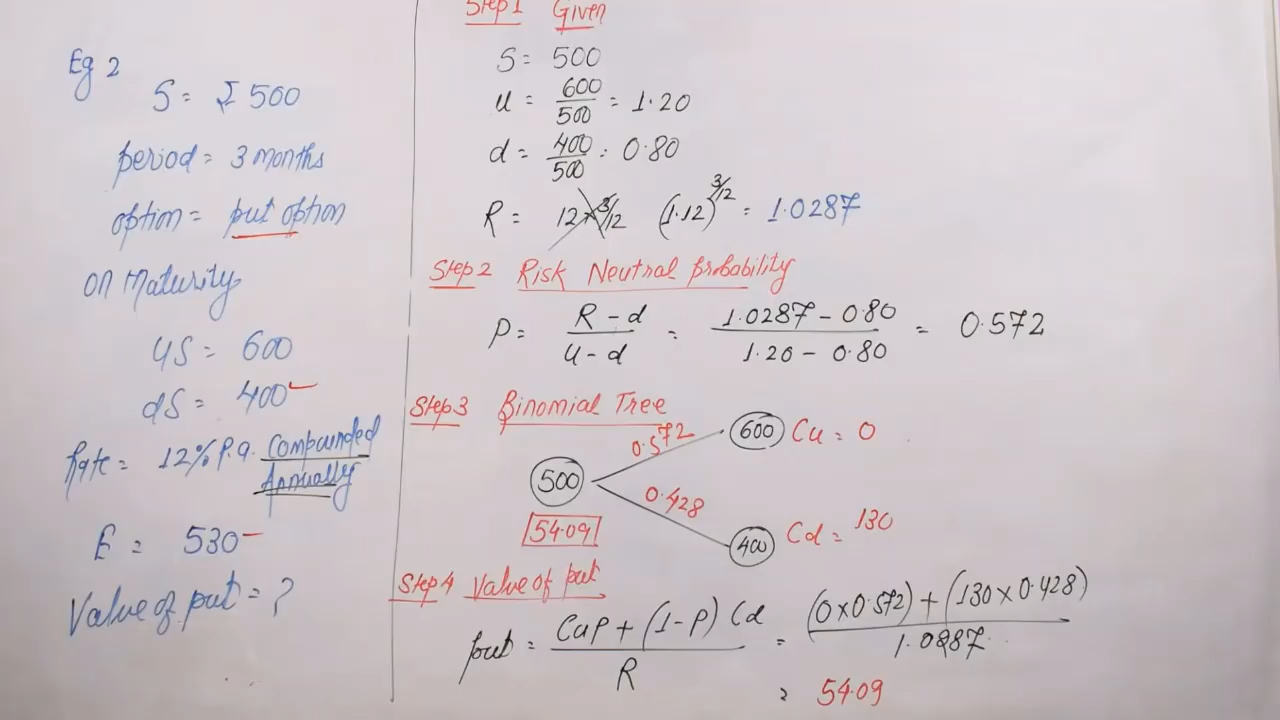 Eg 2
S = ₹ 500
period = 3 months
option = put option
on Maturity
uS = 600
dS = 400
Rate = 12% P.a. Compounded
Annually
E = 530
Value of put = ?
Step 1 Given
S = 500
u = 600/500 = 1.20
d = 400/500 = 0.80
R = 12 x 3/12 (1.12)^3/12 = 1.0287
Step 2 Risk Neutral probability
P = R - d / u - d = 1.0287 - 0.80 / 1.20 - 0.80 = 0.572
Step 3 Binomial Tree
0.572 600 Cu = 0
500
0.428
54.09 400 Cd = 130
Step 4 Value of put
put = CuP + (1-P) Cd / R = (0 x 0.572) + (130 x 0.428) / 1.0287
= 54.09